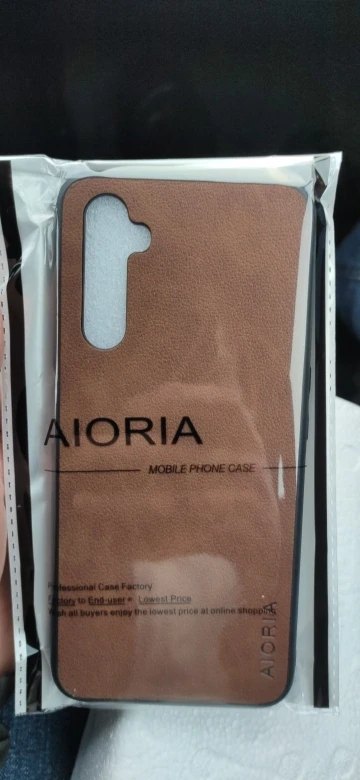 AIORIA
MOBILE PHONE CASE
Professional Case Factory
Factory to End-user = Lowest Price
Wish all buyers enjoy the lowest price at online shopping
AIORIA